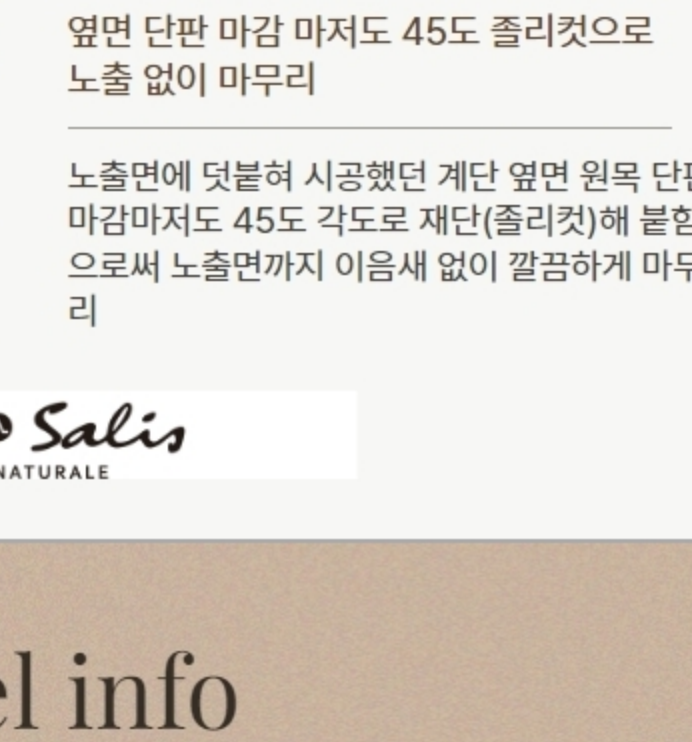 옆면 단판 마감 마저도 45도 졸리컷으로
노출 없이 마무리
노출면에 덧붙혀 시공했던 계단 옆면 원목
마감마저도 45도 각도로 재단(졸리컷)해
으로써 노출면까지 이음새 없이 깔끔하게
리
Salis
NATURALE
info